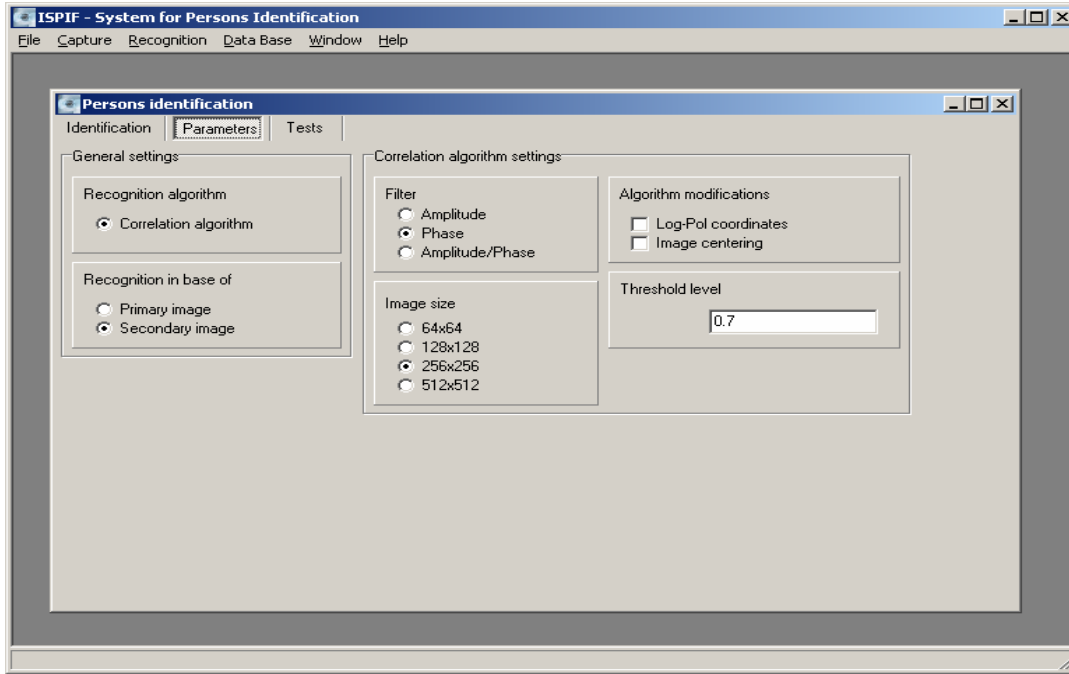 ISPIF - System for Persons Identification
File Capture Recognition Data Base Window Help
Persons identification
Identification Parameters Tests
General settings
Recognition algorithm
Correlation algorithm
Recognition in base of
Primary image
Secondary image
Correlation algorithm settings
Filter
Amplitude
Phase
Amplitude/Phase
Image size
64x64
128x128
256x256
512x512
Algorithm modifications
Log-Pol coordinates
Image centering
Threshold level
0.7